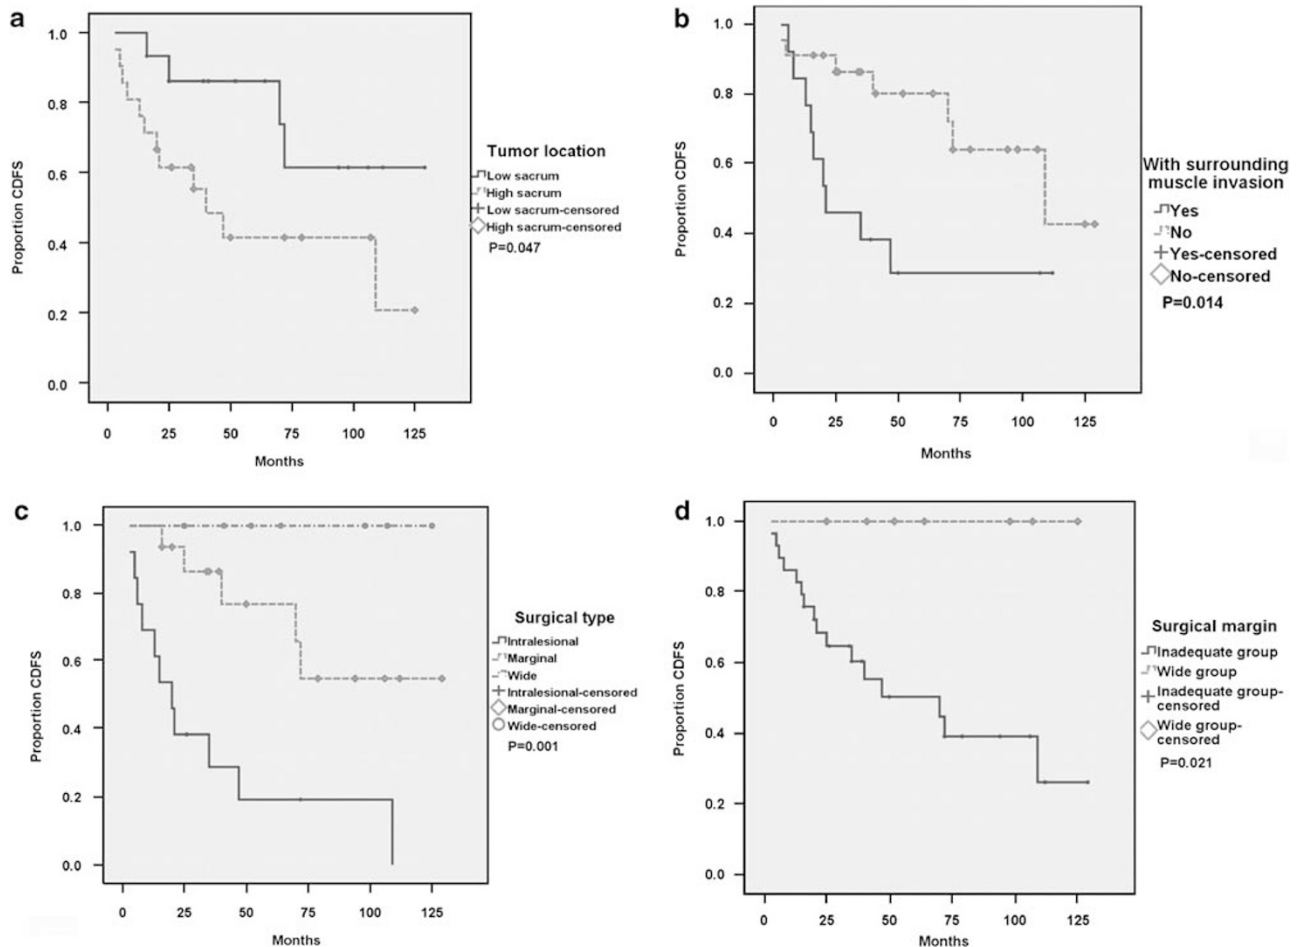 a
1.0
0.8
0.6
0.4
0.2
0.0
Proportion CDFS
0 25 50 75 100 125
Months
Tumor location
Low sacrum
High sacrum
Low sacrum-censored
High sacrum-censored
P=0.047
b
1.0
0.8
0.6
0.4
0.2
0.0
Proportion CDFS
0 25 50 75 100 125
Months
With surrounding
muscle invasion
Yes
No
Yes-censored
No-censored
P=0.014
c
1.0
0.8
0.6
0.4
0.2
0.0
Proportion CDFS
0 25 50 75 100 125
Months
Surgical type
Intralesional
Marginal
Wide
Intralesional-censored
Marginal-censored
Wide-censored
P=0.001
d
1.0
0.8
0.6
0.4
0.2
0.0
Proportion CDFS
0 25 50 75 100 125
Months
Surgical margin
Inadequate group
Wide group
Inadequate group-
censored
Wide group-
censored
P=0.021